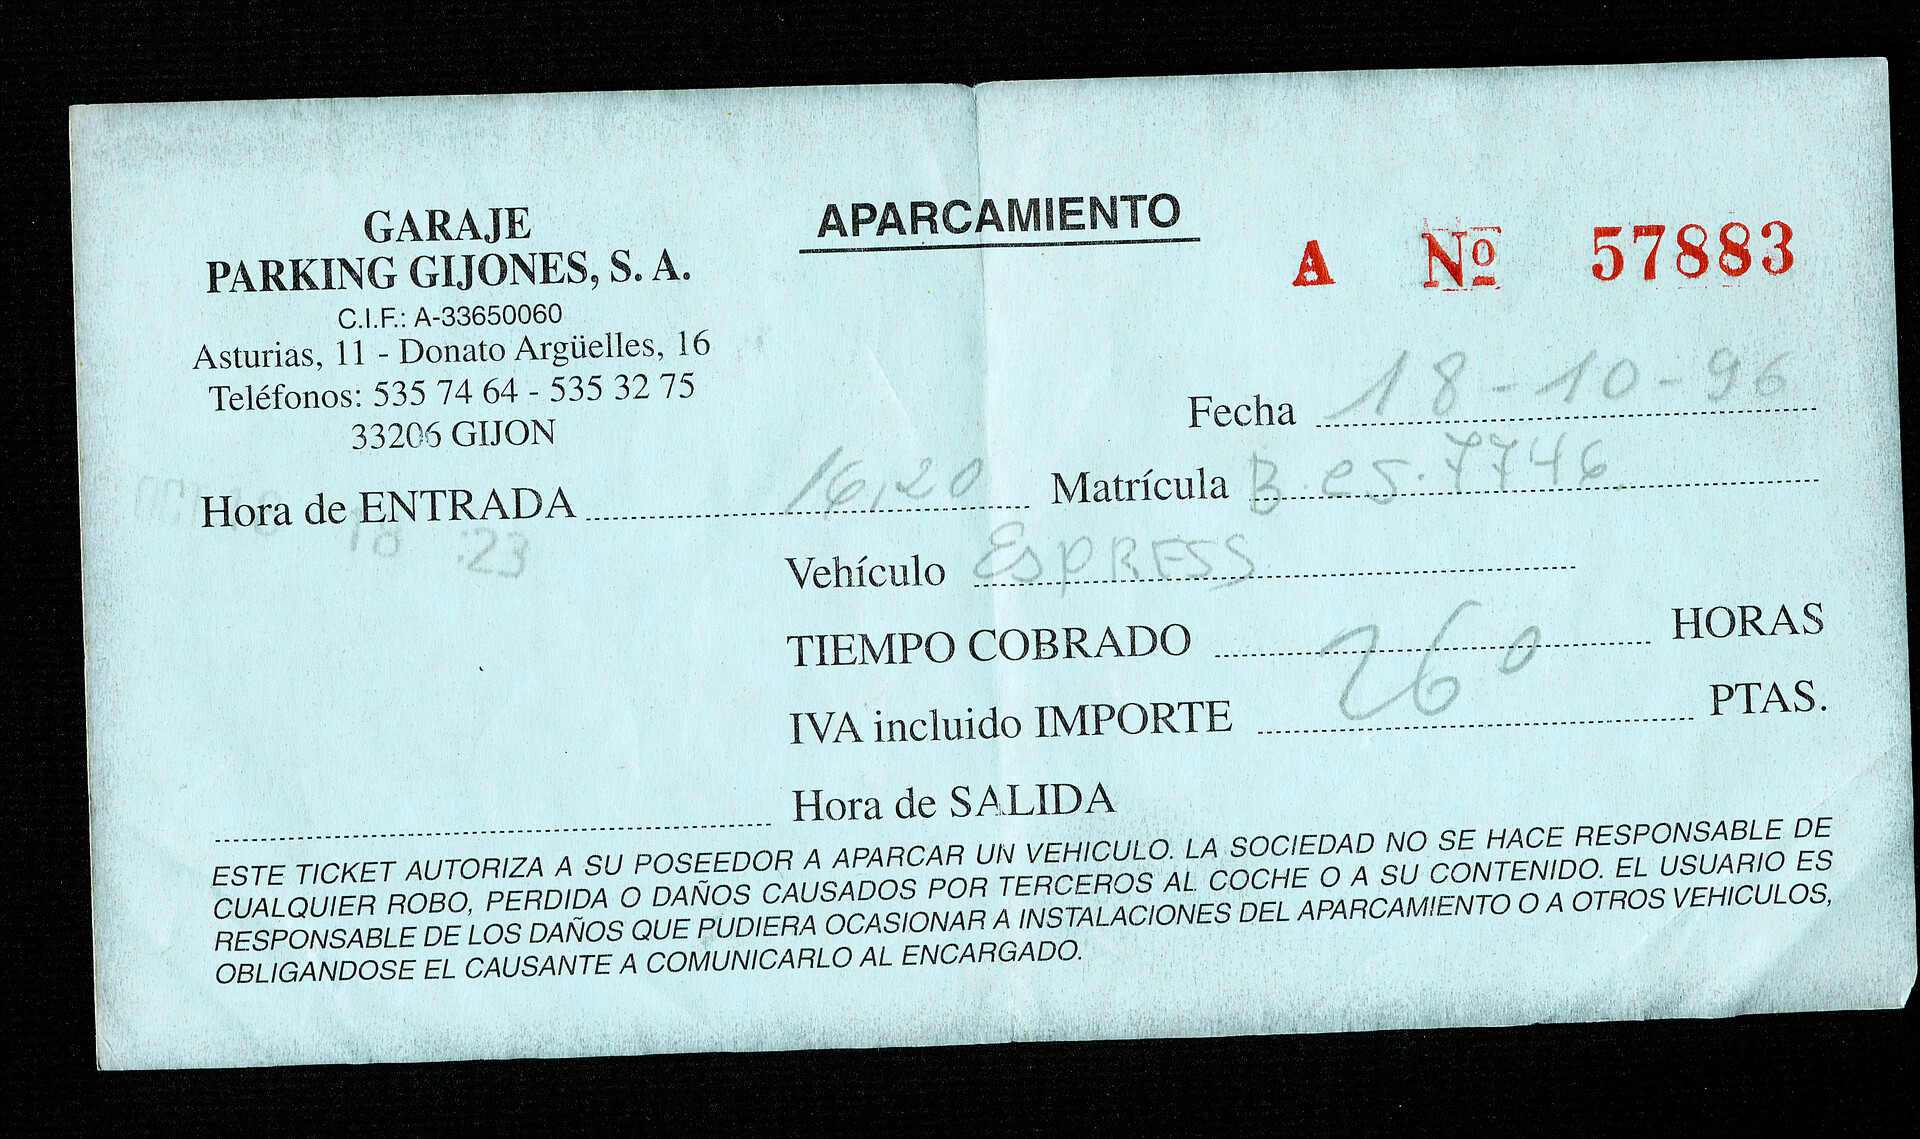 GARAJE
PARKING GIJONES, S. A.
C.I.F.: A-33650060
Asturias, 11 - Donato Argüelles, 16
Teléfonos: 535 74 64 - 535 32 75
33206 GIJON
APARCAMIENTO
A Nº 57883
Fecha 18-10-96
Hora de ENTRADA 16,20 Matrícula B.es.7746
18 :23
Vehículo EsPRESS
TIEMPO COBRADO HORAS
IVA incluido IMPORTE 260 PTAS.
Hora de SALIDA
ESTE TICKET AUTORIZA A SU POSEEDOR A APARCAR UN VEHICULO. LA SOCIEDAD NO SE HACE RESPONSABLE DE
CUALQUIER ROBO, PERDIDA O DAÑOS CAUSADOS POR TERCEROS AL COCHE O A SU CONTENIDO. EL USUARIO ES
RESPONSABLE DE LOS DAÑOS QUE PUDIERA OCASIONAR A INSTALACIONES DEL APARCAMIENTO O A OTROS VEHICULOS,
OBLIGANDOSE EL CAUSANTE A COMUNICARLO AL ENCARGADO.